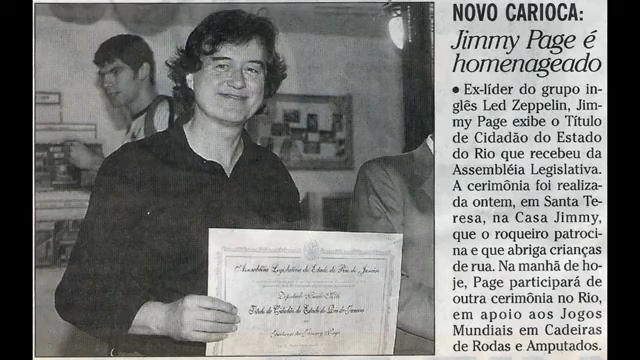 NOVO CARIOCA:
Jimmy Page é
homenageado
● Ex-líder do grupo in-
glês Led Zeppelin, Jim-
my Page exibe o Título
de Cidadão do Estado
do Rio que recebeu da
Assembléia Legislativa.
A cerimônia foi realiza-
da ontem, em Santa Te-
resa, na Casa Jimmy,
que o roqueiro patroci-
na e que abriga crianças
de rua. Na manhã de ho-
je, Page participará de
outra cerimônia no Rio,
em apoio aos Jogos
Mundiais em Cadeiras
de Rodas e Amputados.
Assembléia Legislativa do Estado do Rio de Janeiro
Título de Cidadão do Estado do Rio de Janeiro